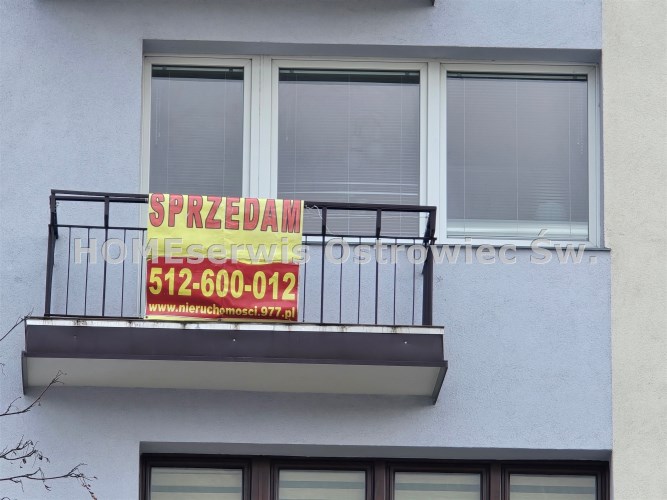 SPRZEDAM
HOMEserwis Ostrowiec Św.
512-600-012
www.nieruchomosci.977.pl